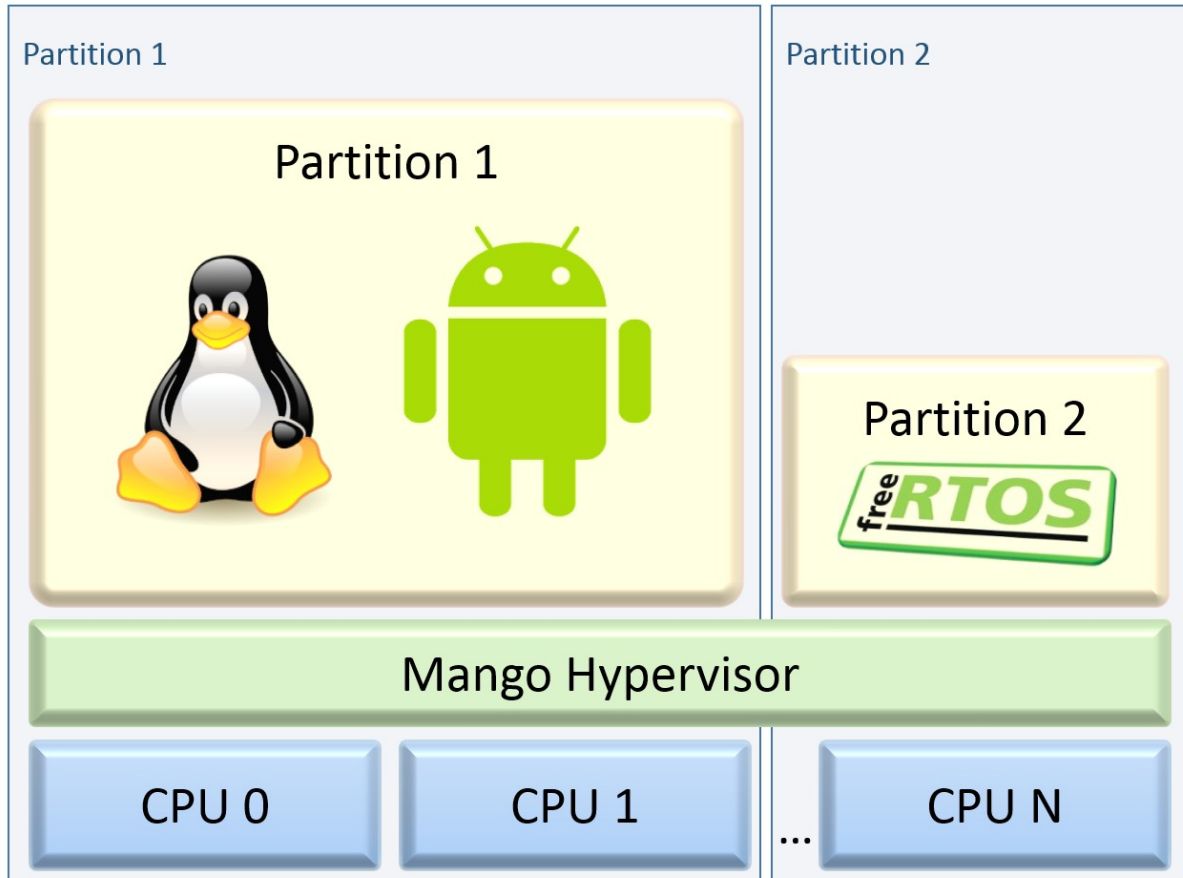 Partition 1
Partition 2
Partition 1
Partition 2
free RTOS
Mango Hypervisor
CPU 0
CPU 1
...
CPU N